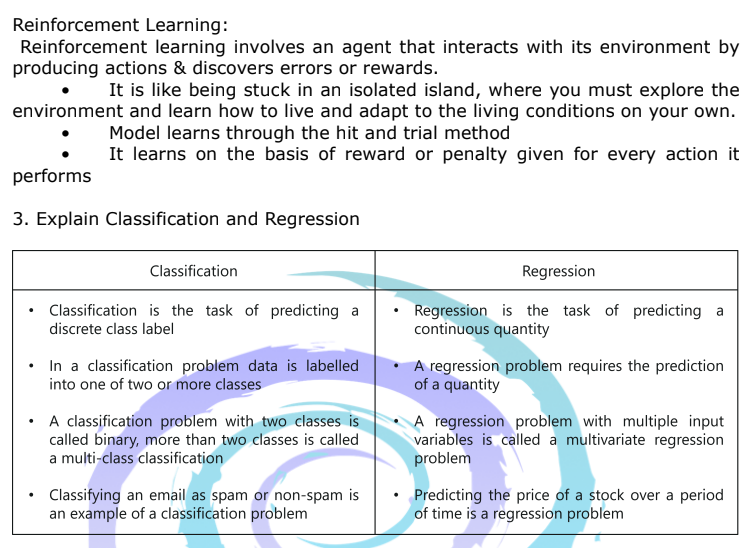 Reinforcement Learning:
Reinforcement learning involves an agent that interacts with its environment by
producing actions & discovers errors or rewards.
• It is like being stuck in an isolated island, where you must explore the
environment and learn how to live and adapt to the living conditions on your own.
• Model learns through the hit and trial method
• It learns on the basis of reward or penalty given for every action it
performs
3. Explain Classification and Regression
Classification
• Classification is the task of predicting a
discrete class label
• In a classification problem data is labelled
into one of two or more classes
• A classification problem with two classes is
called binary, more than two classes is called
a multi-class classification
• Classifying an email as spam or non-spam is
an example of a classification problem
Regression
• Regression is the task of predicting a
continuous quantity
• A regression problem requires the prediction
of a quantity
• A regression problem with multiple input
variables is called a multivariate regression
problem
• Predicting the price of a stock over a period
of time is a regression problem